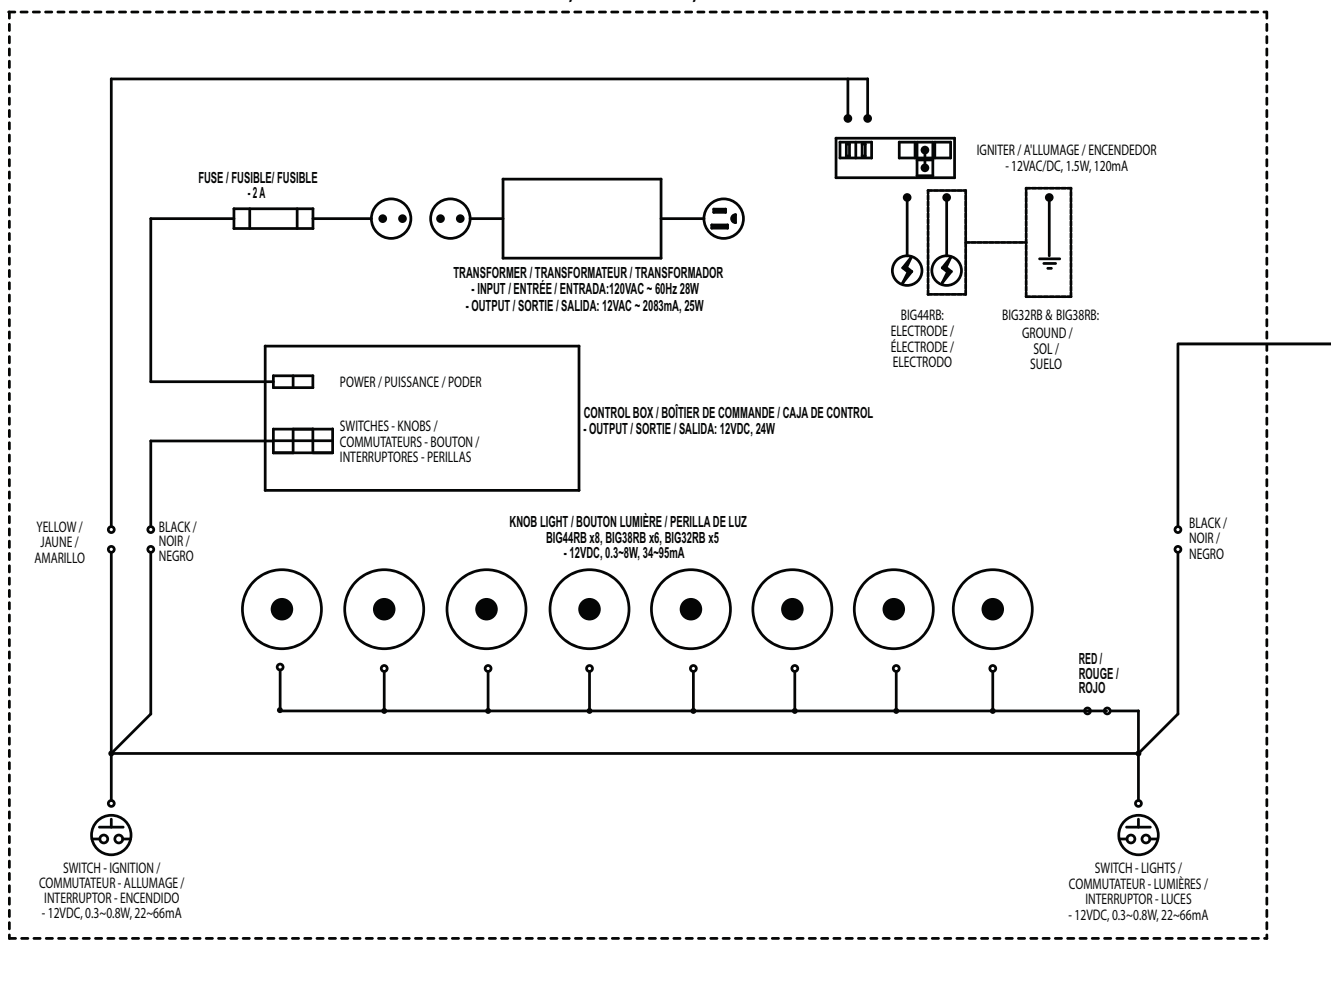 IGNITER / A'LLUMAGE / ENCENDEDOR
- 12VAC/DC, 1.5W, 120mA
FUSE / FUSIBLE/ FUSIBLE
- 2 A
TRANSFORMER / TRANSFORMATEUR / TRANSFORMADOR
- INPUT / ENTRÉE / ENTRADA:120VAC ~ 60Hz 28W
- OUTPUT / SORTIE / SALIDA: 12VAC ~ 2083mA, 25W
BIG44RB:
ELECTRODE /
ÉLECTRODE /
ELECTRODO
BIG32RB & BIG38RB:
GROUND /
SOL /
SUELO
POWER / PUISSANCE / PODER
SWITCHES - KNOBS /
COMMUTATEURS - BOUTON /
INTERRUPTORES - PERILLAS
CONTROL BOX / BOÎTIER DE COMMANDE / CAJA DE CONTROL
- OUTPUT / SORTIE / SALIDA: 12VDC, 24W
YELLOW /
JAUNE /
AMARILLO
BLACK /
NOIR /
NEGRO
KNOB LIGHT / BOUTON LUMIÈRE / PERILLA DE LUZ
BIG44RB x8, BIG38RB x6, BIG32RB x5
- 12VDC, 0.3~8W, 34~95mA
BLACK /
NOIR /
NEGRO
RED /
ROUGE /
ROJO
SWITCH - IGNITION /
COMMUTATEUR - ALLUMAGE /
INTERRUPTOR - ENCENDIDO
- 12VDC, 0.3~0.8W, 22~66mA
SWITCH - LIGHTS /
COMMUTATEUR - LUMIÈRES /
INTERRUPTOR - LUCES
- 12VDC, 0.3~0.8W, 22~66mA